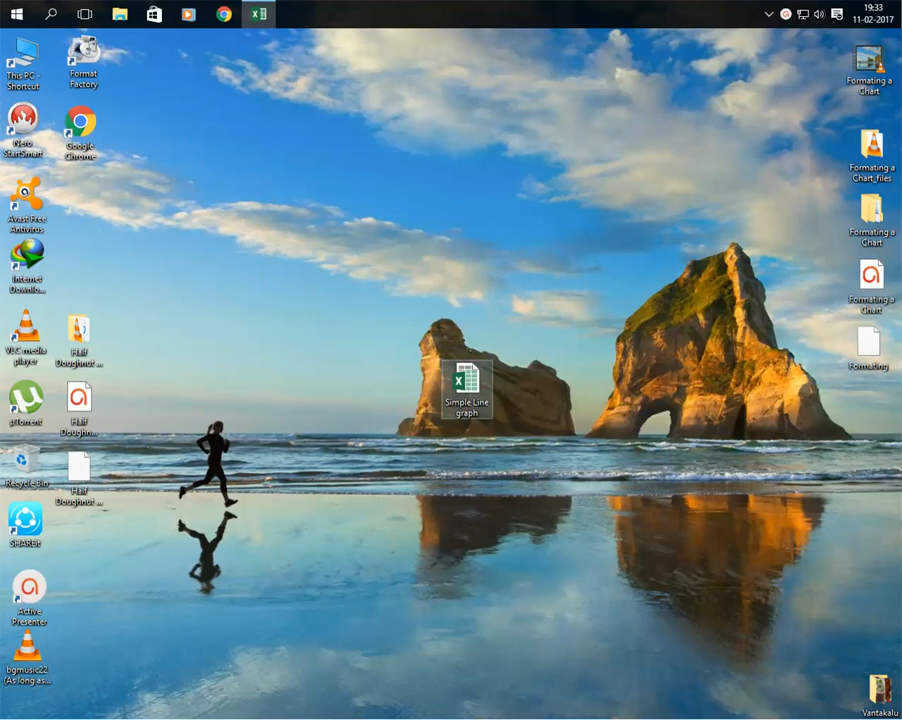 19:33
11-02-2017
This PC -
Shortcut
Format
Factory
Nero
StartSmart
Google
Chrome
Avast Free
Antivirus
Internet
Downlo...
VLC media
player
Half
Doughnut ...
µTorrent
Half
Doughn...
Recycle Bin
Half
Doughnut ...
SHAREit
Active
Presenter
bgmusic22
(As long as...
Simple Line
graph
Formating a
Chart
Formating a
Chart_files
Formating a
Chart
Formating a
Chart
Formating
Vantakalu